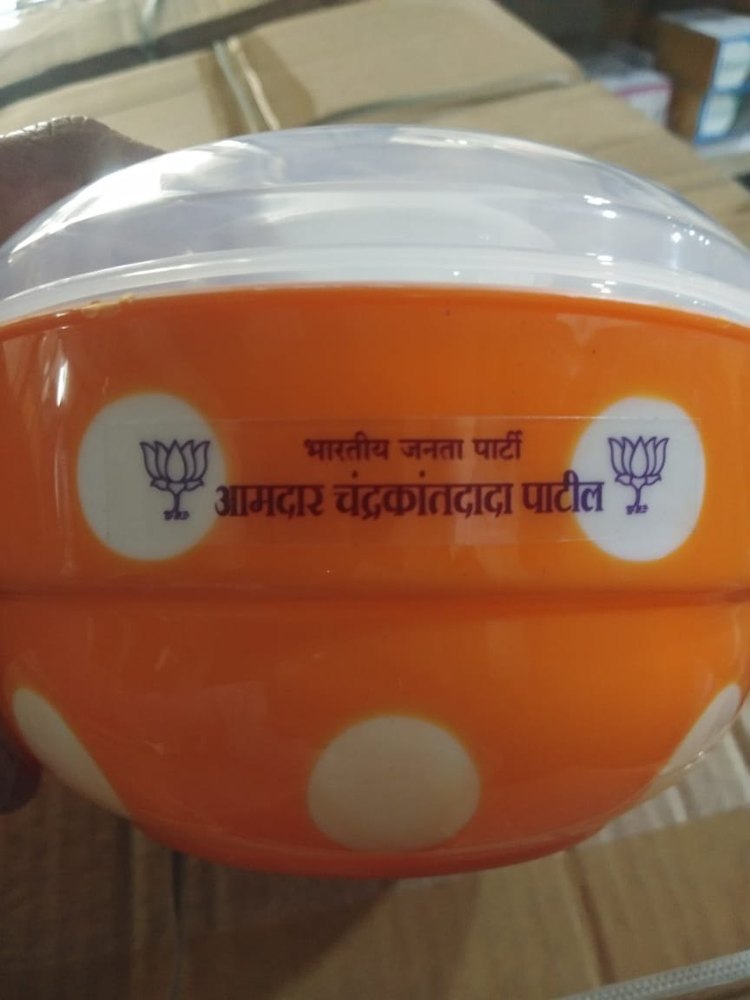 भारतीय जनता पार्टी
आमदार चंद्रकांतदादा पाटील